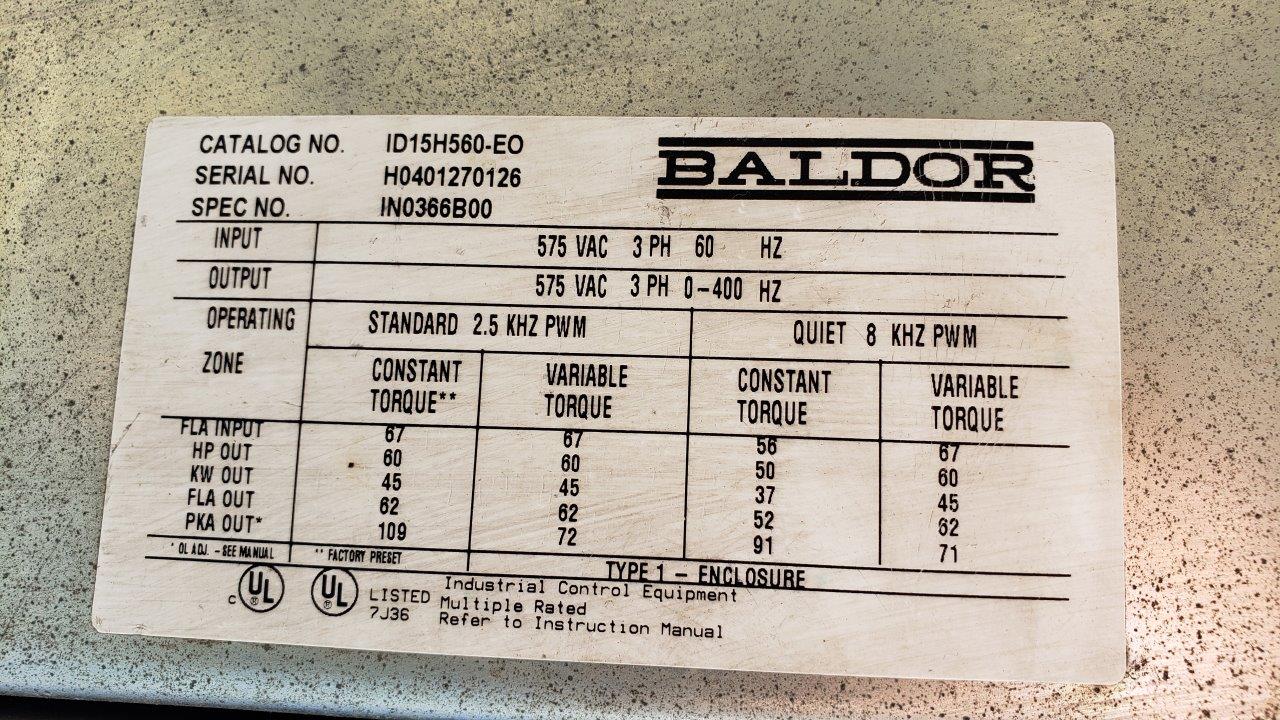 CATALOG NO. ID15H560-EO
SERIAL NO. H0401270126
SPEC NO. IN0366B00
BALDOR
INPUT 575 VAC 3 PH 60 HZ
OUTPUT 575 VAC 3 PH 0-400 HZ
OPERATING ZONE
STANDARD 2.5 KHZ PWM QUIET 8 KHZ PWM
CONSTANT TORQUE** VARIABLE TORQUE CONSTANT TORQUE VARIABLE TORQUE
FLA INPUT 67 67 56 67
HP OUT 60 60 50 60
KW OUT 45 45 37 45
FLA OUT 62 62 52 62
PKA OUT* 109 72 91 71
* OL ADJ. - SEE MANUAL ** FACTORY PRESET
TYPE 1 - ENCLOSURE
C UL ® UL ® LISTED 7J36
Industrial Control Equipment
Multiple Rated
Refer to Instruction Manual